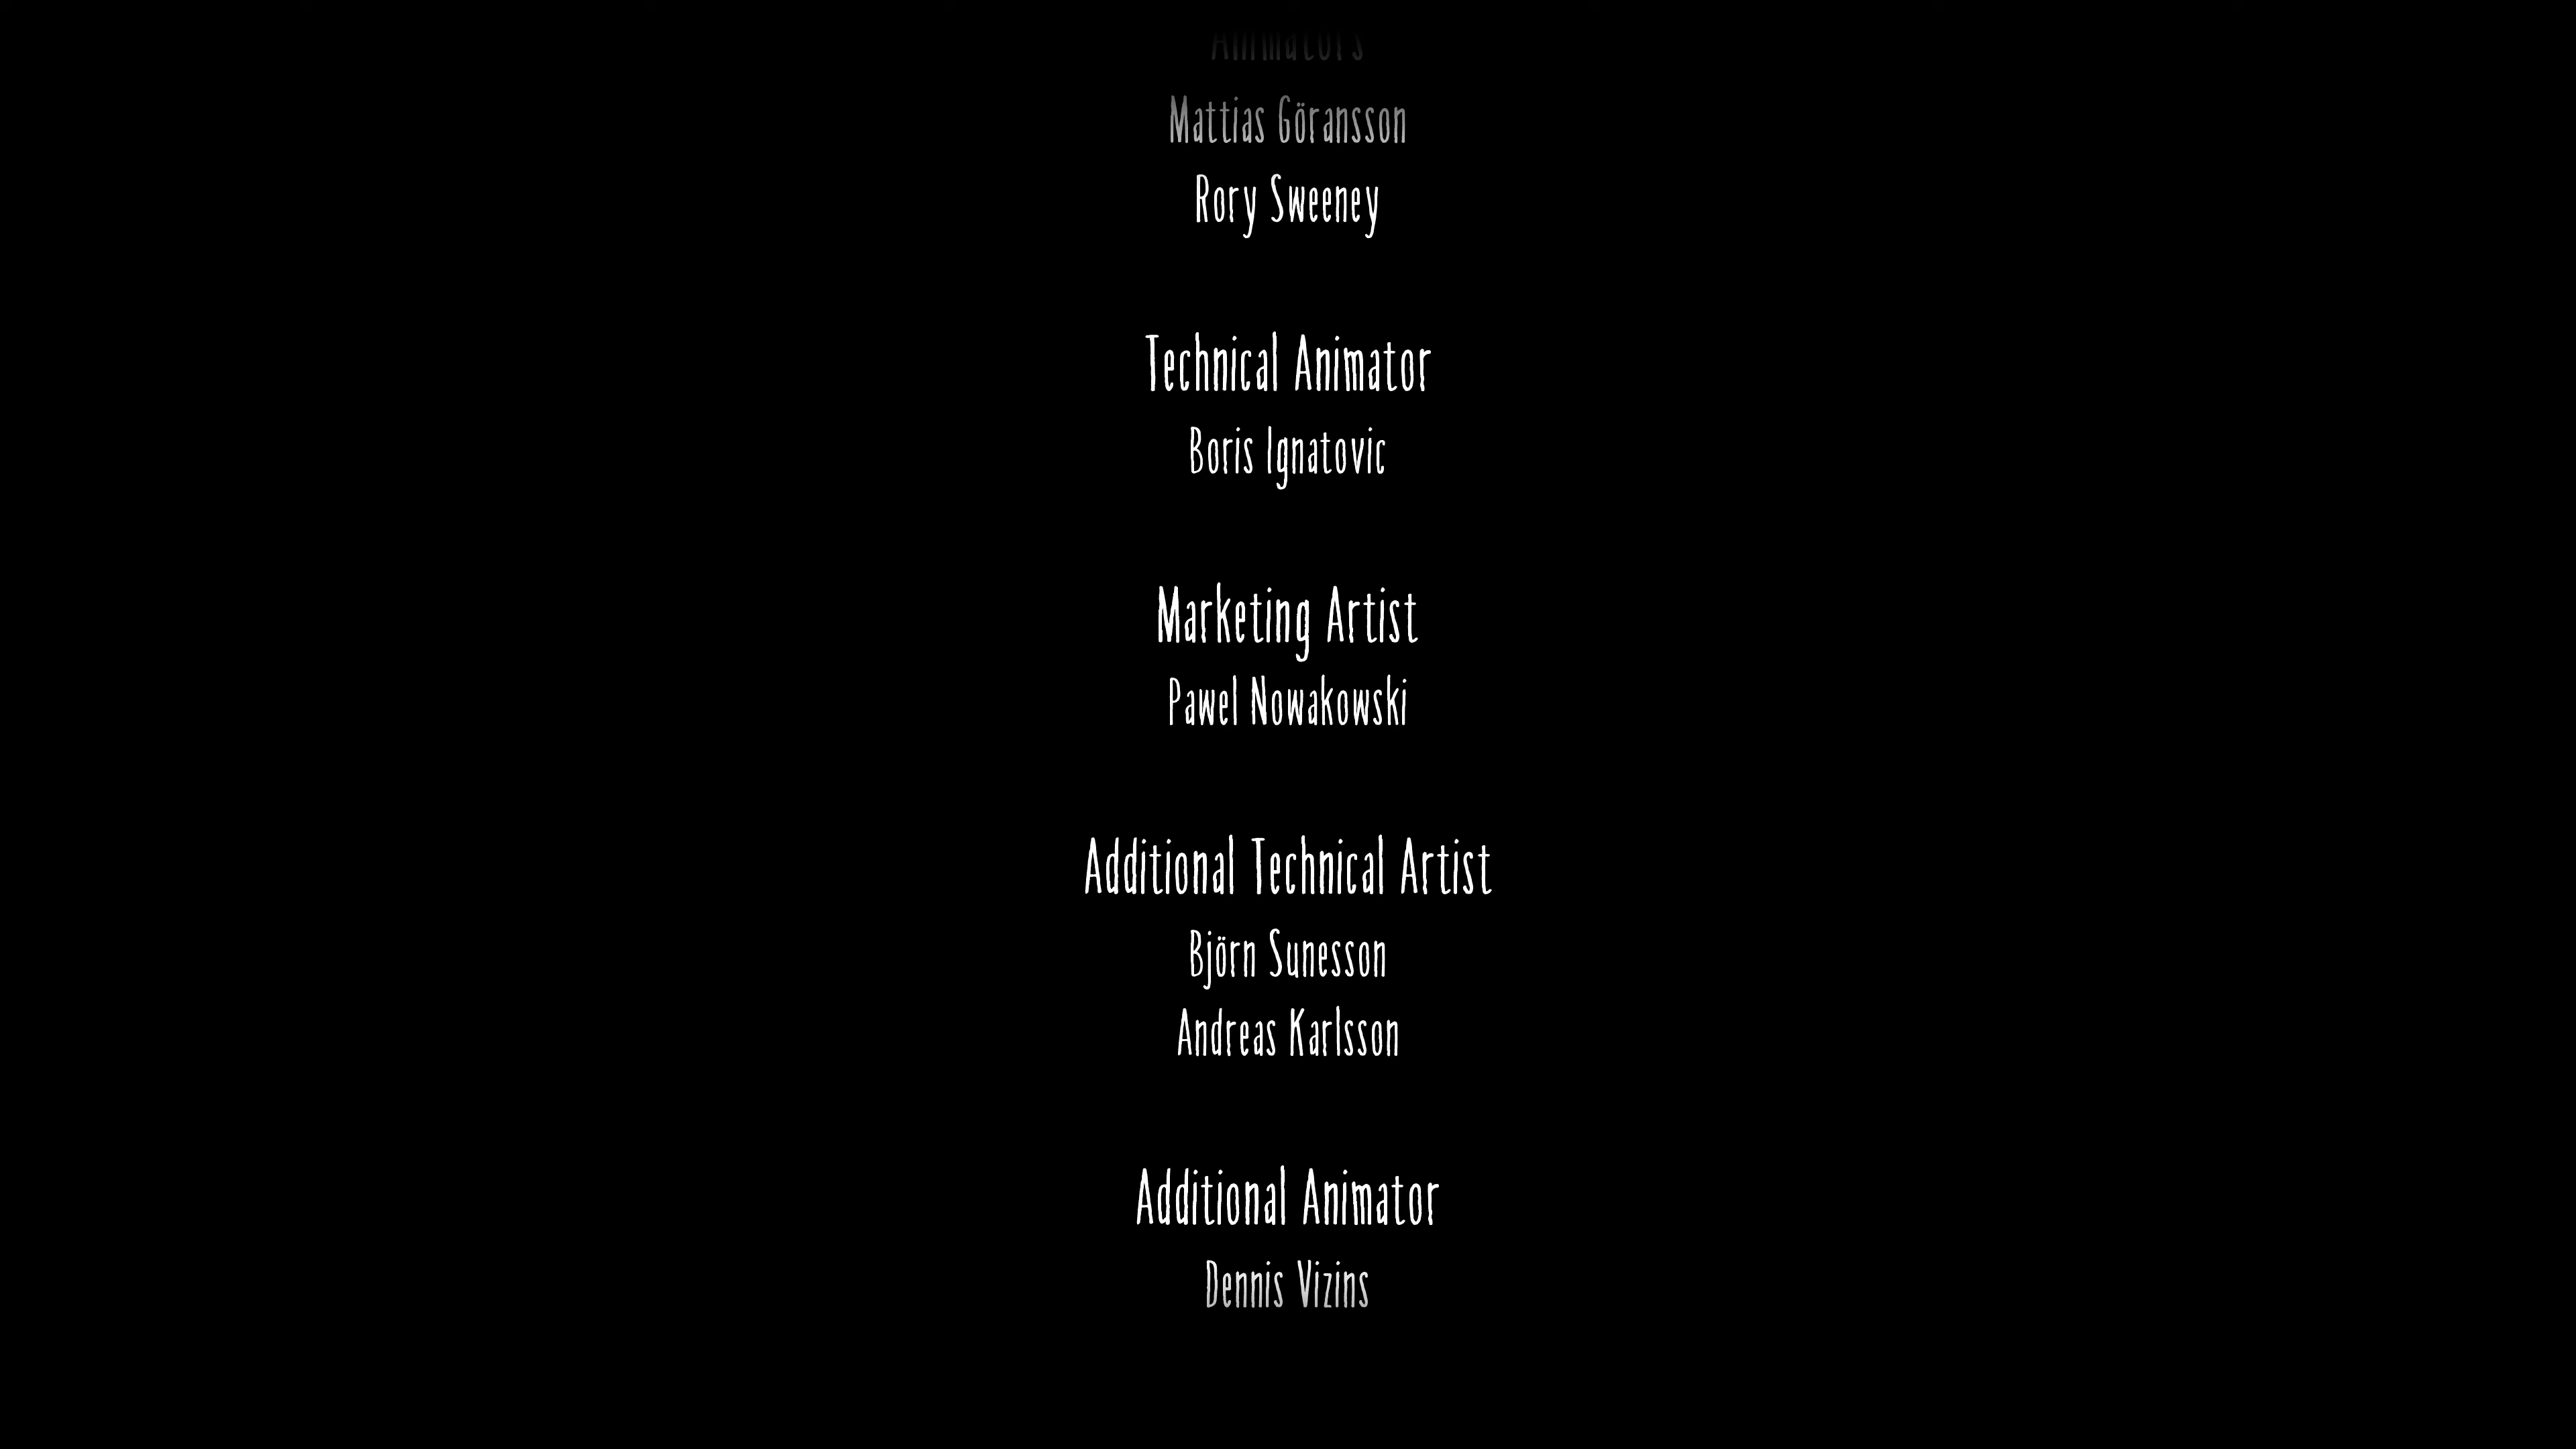 Animators
Mattias Göransson
Rory Sweeney
Technical Animator
Boris Ignatovic
Marketing Artist
Pawel Nowakowski
Additional Technical Artist
Björn Sunesson
Andreas Karlsson
Additional Animator
Dennis Vizins